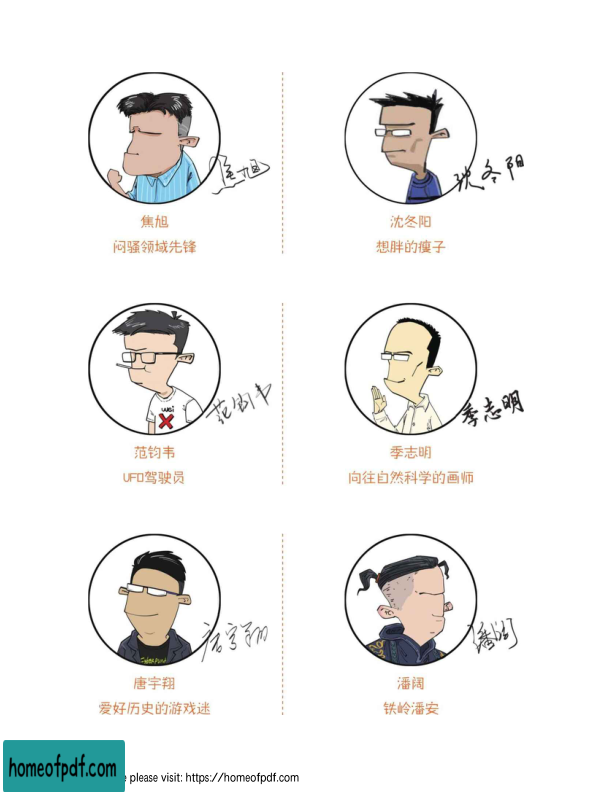 焦旭
沈冬阳
焦旭
沈冬阳
闷骚领域先锋
想胖的瘦子
wei
范钧韦
季志明
范钧韦
季志明
UFO驾驶员
向往自然科学的画师
唐宇翔
潘阔
唐宇翔
潘阔
爱好历史的游戏迷
铁岭潘安
homeofpdf.com
e please visit: https://homeofpdf.com